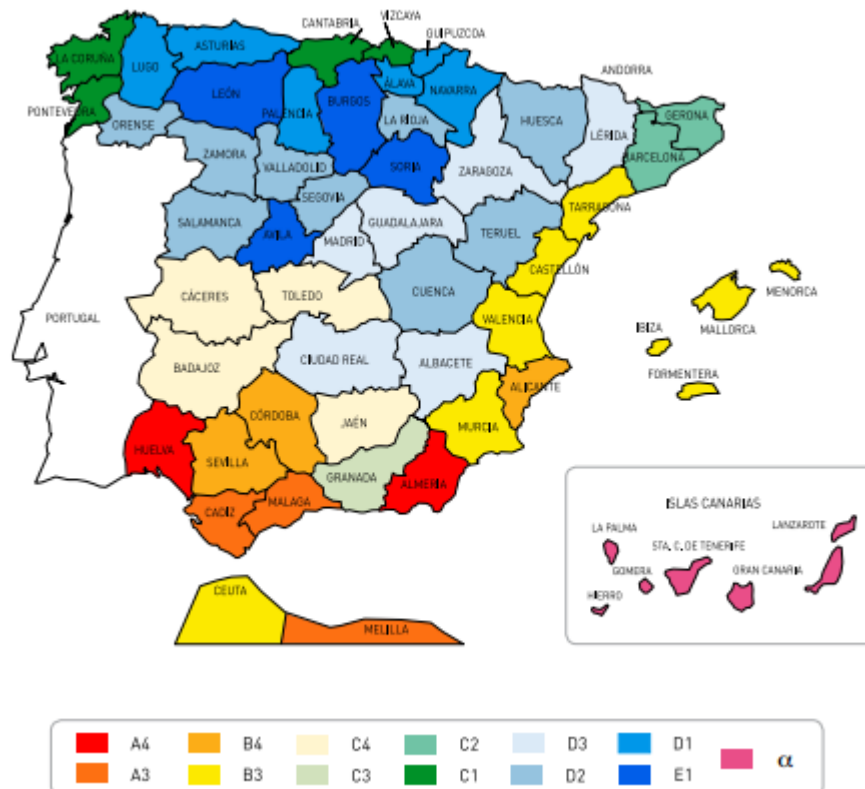 CANTABRIA
VIZCAYA
GUIPUZCOA
LA CORUÑA
LUGO
ASTURÍAS
ANDORRA
PONTEVEDRA
ORENSE
LEÓN
PALENCIA
BURGOS
ÁLAVA
NAVARRA
LA RIOJA
HUESCA
LÉRIDA
GERONA
BARCELONA
ZAMORA
VALLADOLID
SORIA
ZARAGOZA
SEGOVIA
TARRAGONA
SALAMANCA
AVILA
MADRID
GUADALAJARA
TERUEL
CASTELLÓN
MENORCA
CÁCERES
TOLEDO
CUENCA
PORTUGAL
VALENCIA
IBIZA
MALLORCA
BADAJOZ
CIUDAD REAL
ALBACETE
ALICANTE
FORMENTERA
CÓRDOBA
JAÉN
MURCIA
HUELVA
SEVILLA
GRANADA
ALMERÍA
CADÍZ
MALAGA
ISLAS CANARIAS
LA PALMA
LANZAROTE
STA. C. DE TENERIFE
GOMERA
GRAN CANARIA
HIERRO
CEUTA
MELILLA
A4 B4 C4 C2 D3 D1 α
A3 B3 C3 C1 D2 E1